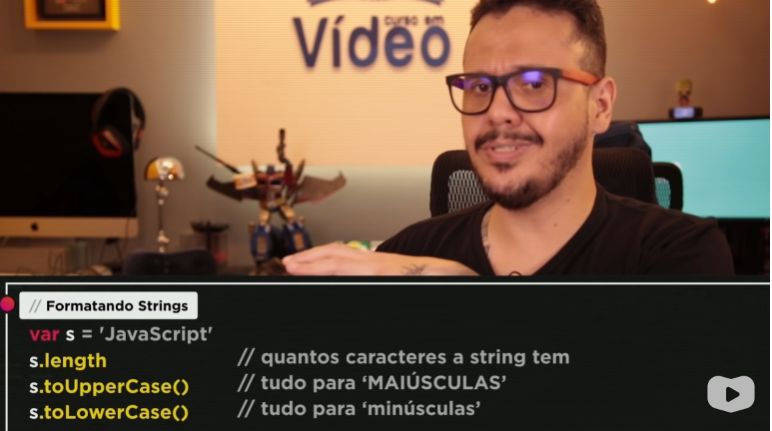 curso em
Vídeo
// Formatando Strings
var s = 'JavaScript'
s.length // quantos caracteres a string tem
s.toUpperCase() // tudo para ‘MAIÚSCULAS’
s.toLowerCase() // tudo para ‘minúsculas’